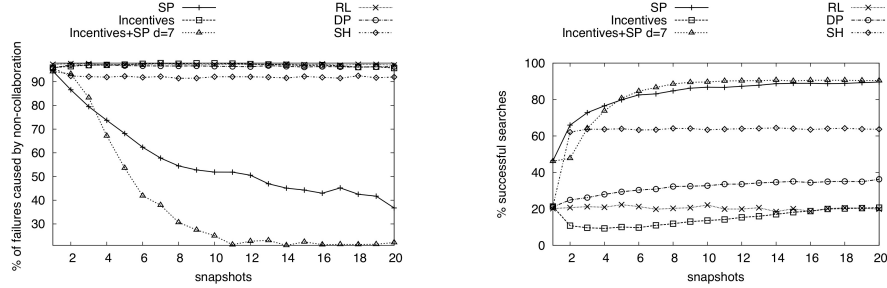 SP
Incentives
Incentives+SP d=7
RL
DP
SH
% of failures caused by non-collaboration
90
80
70
60
50
40
30
2 4 6 8 10 12 14 16 18 20
snapshots
SP
Incentives
Incentives+SP d=7
RL
DP
SH
% successful searches
100
80
60
40
20
0
2 4 6 8 10 12 14 16 18 20
snapshots